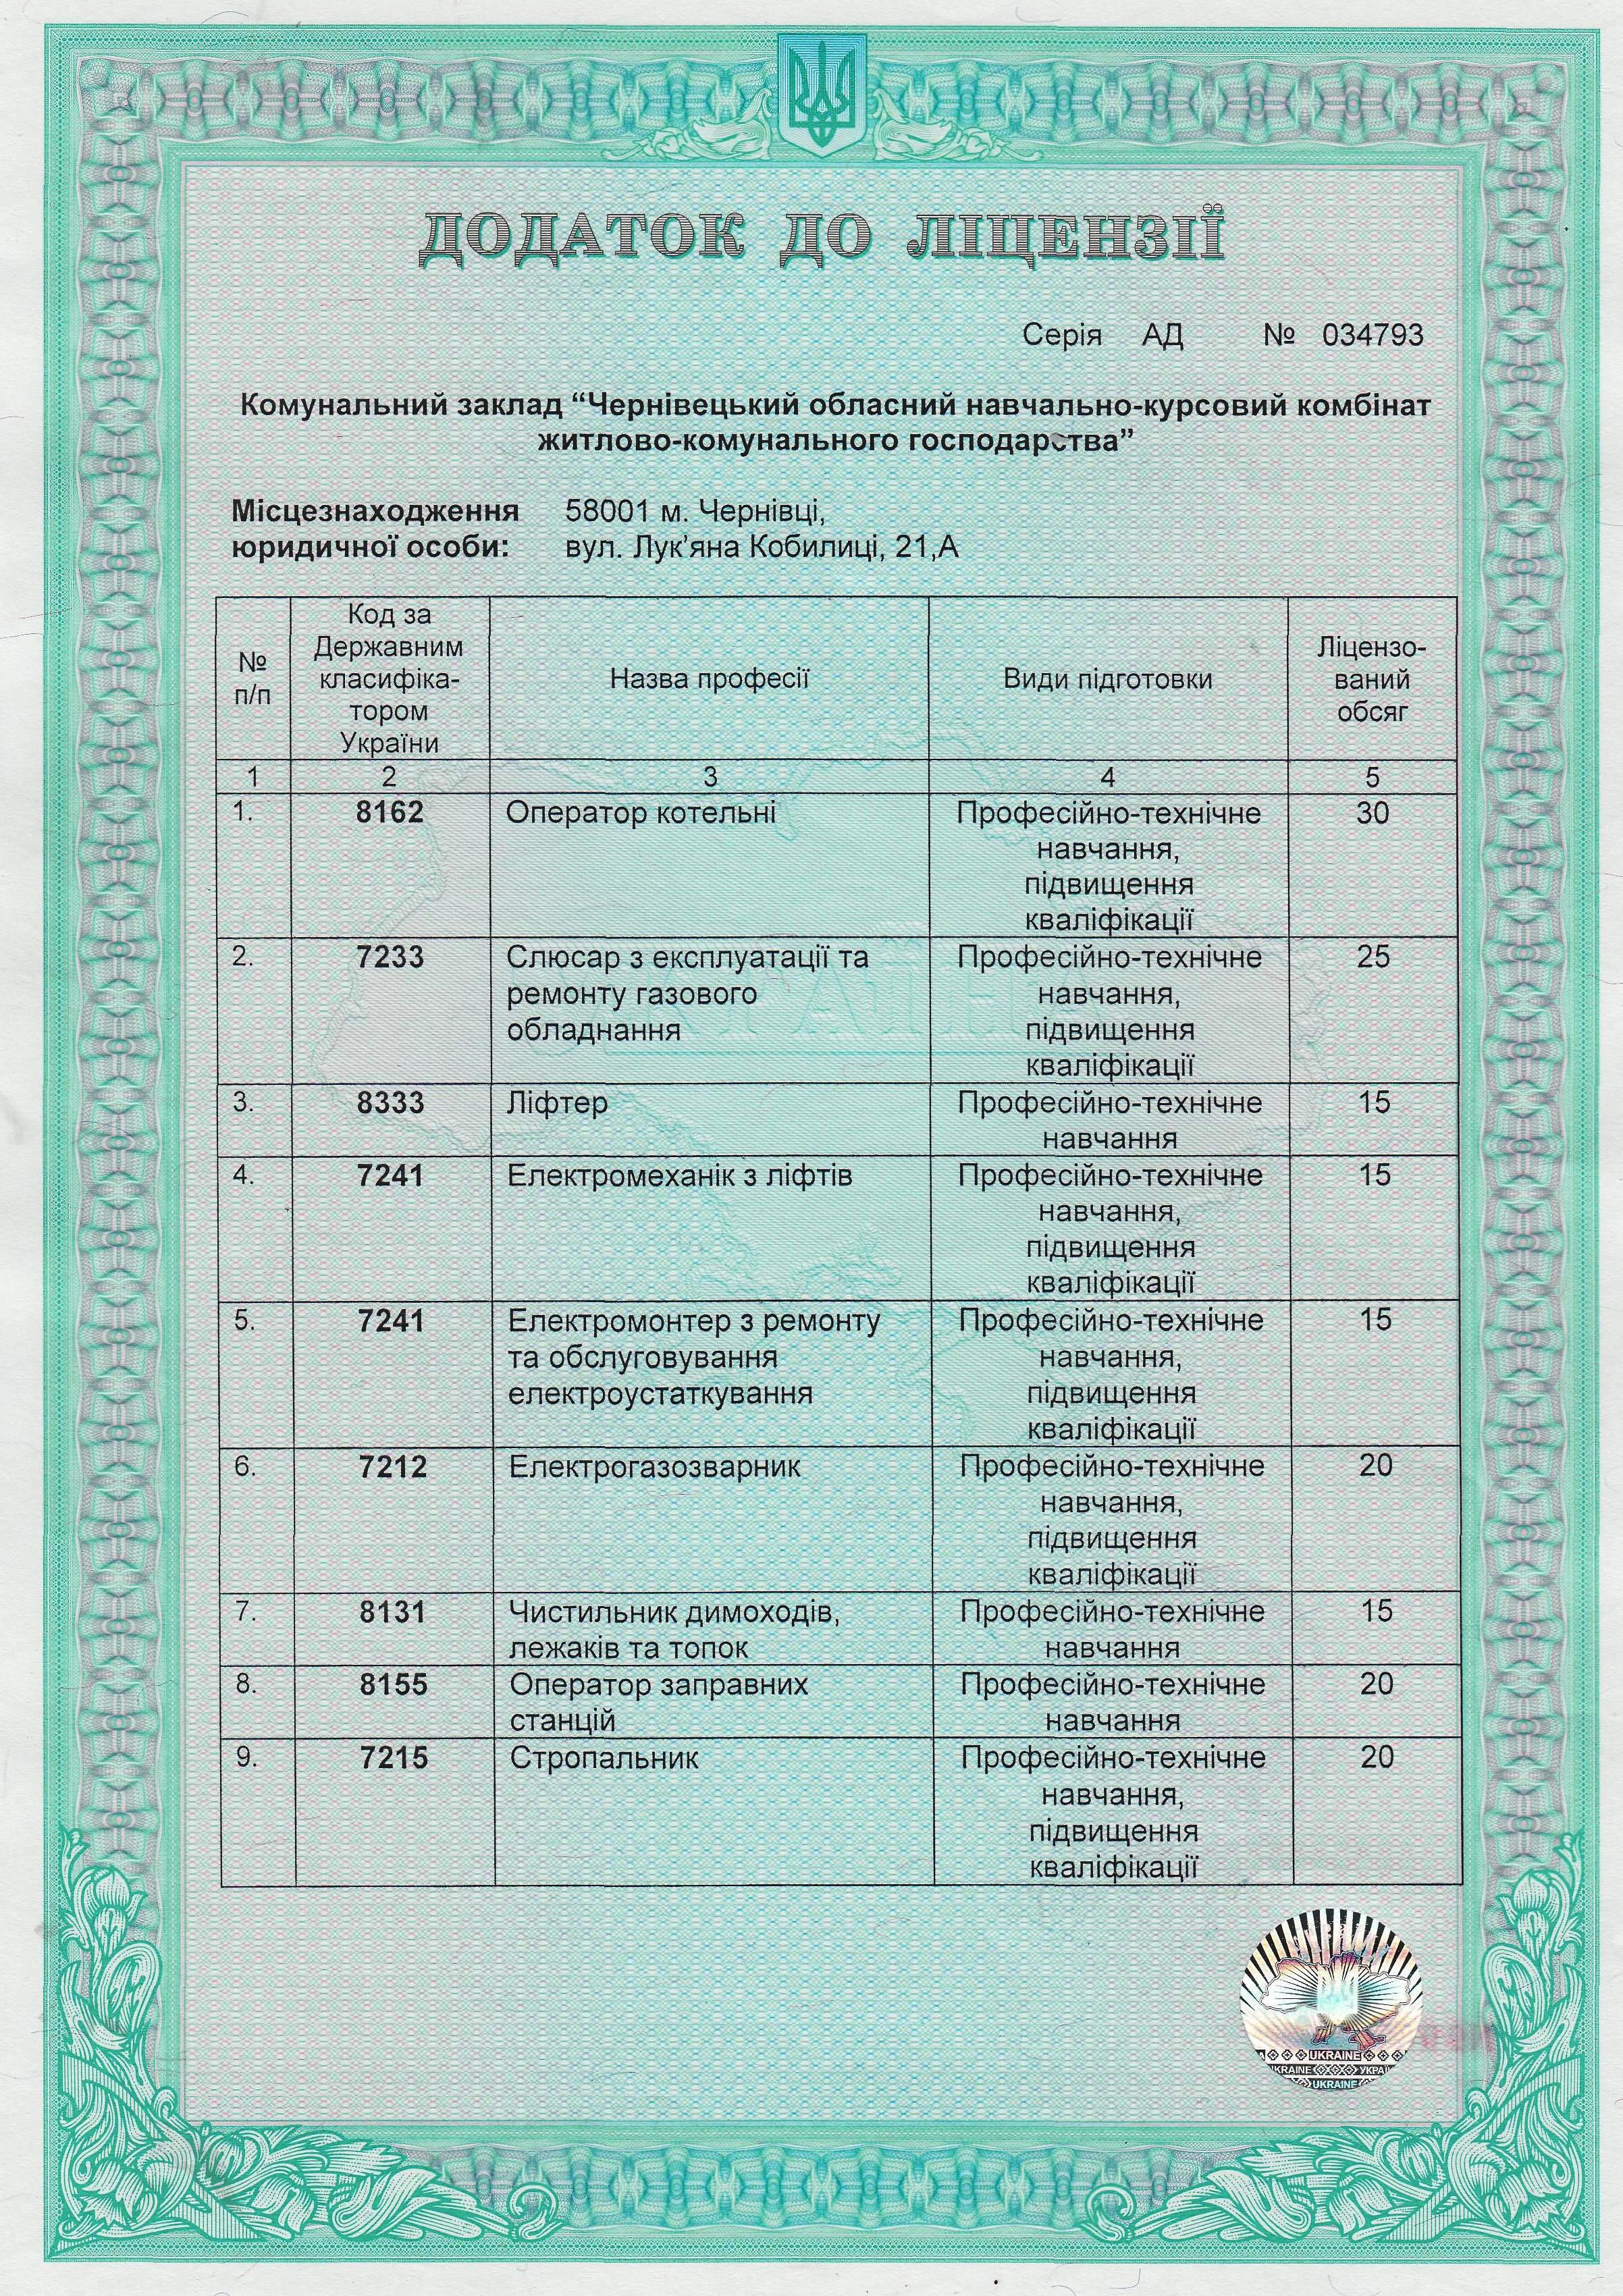 ДОДАТОК ДО ЛІЦЕНЗІЇ
Серія АД № 034793
Комунальний заклад “Чернівецький обласний навчально-курсовий комбінат
житлово-комунального господарства”
Місцезнаходження 58001 м. Чернівці,
юридичної особи: вул. Лук’яна Кобилиці, 21,А
№
п/п
Код за
Державним
класифіка-
тором
України
Назва професії
Види підготовки
Ліцензо-
ваний
обсяг
1 2 3 4 5
1. 8162 Оператор котельні Професійно-технічне 30
навчання,
підвищення
кваліфікації
2. 7233 Слюсар з експлуатації та Професійно-технічне 25
ремонту газового навчання,
обладнання підвищення
кваліфікації
3. 8333 Ліфтер Професійно-технічне 15
навчання
4. 7241 Електромеханік з ліфтів Професійно-технічне 15
навчання,
підвищення
кваліфікації
5. 7241 Електромонтер з ремонту Професійно-технічне 15
та обслуговування навчання,
електроустаткування підвищення
кваліфікації
6. 7212 Електрогазозварник Професійно-технічне 20
навчання,
підвищення
кваліфікації
7. 8131 Чистильник димоходів, Професійно-технічне 15
лежаків та топок навчання
8. 8155 Оператор заправних Професійно-технічне 20
станцій навчання
9. 7215 Стропальник Професійно-технічне 20
навчання,
підвищення
кваліфікації
UKRAINE
UKRAINE